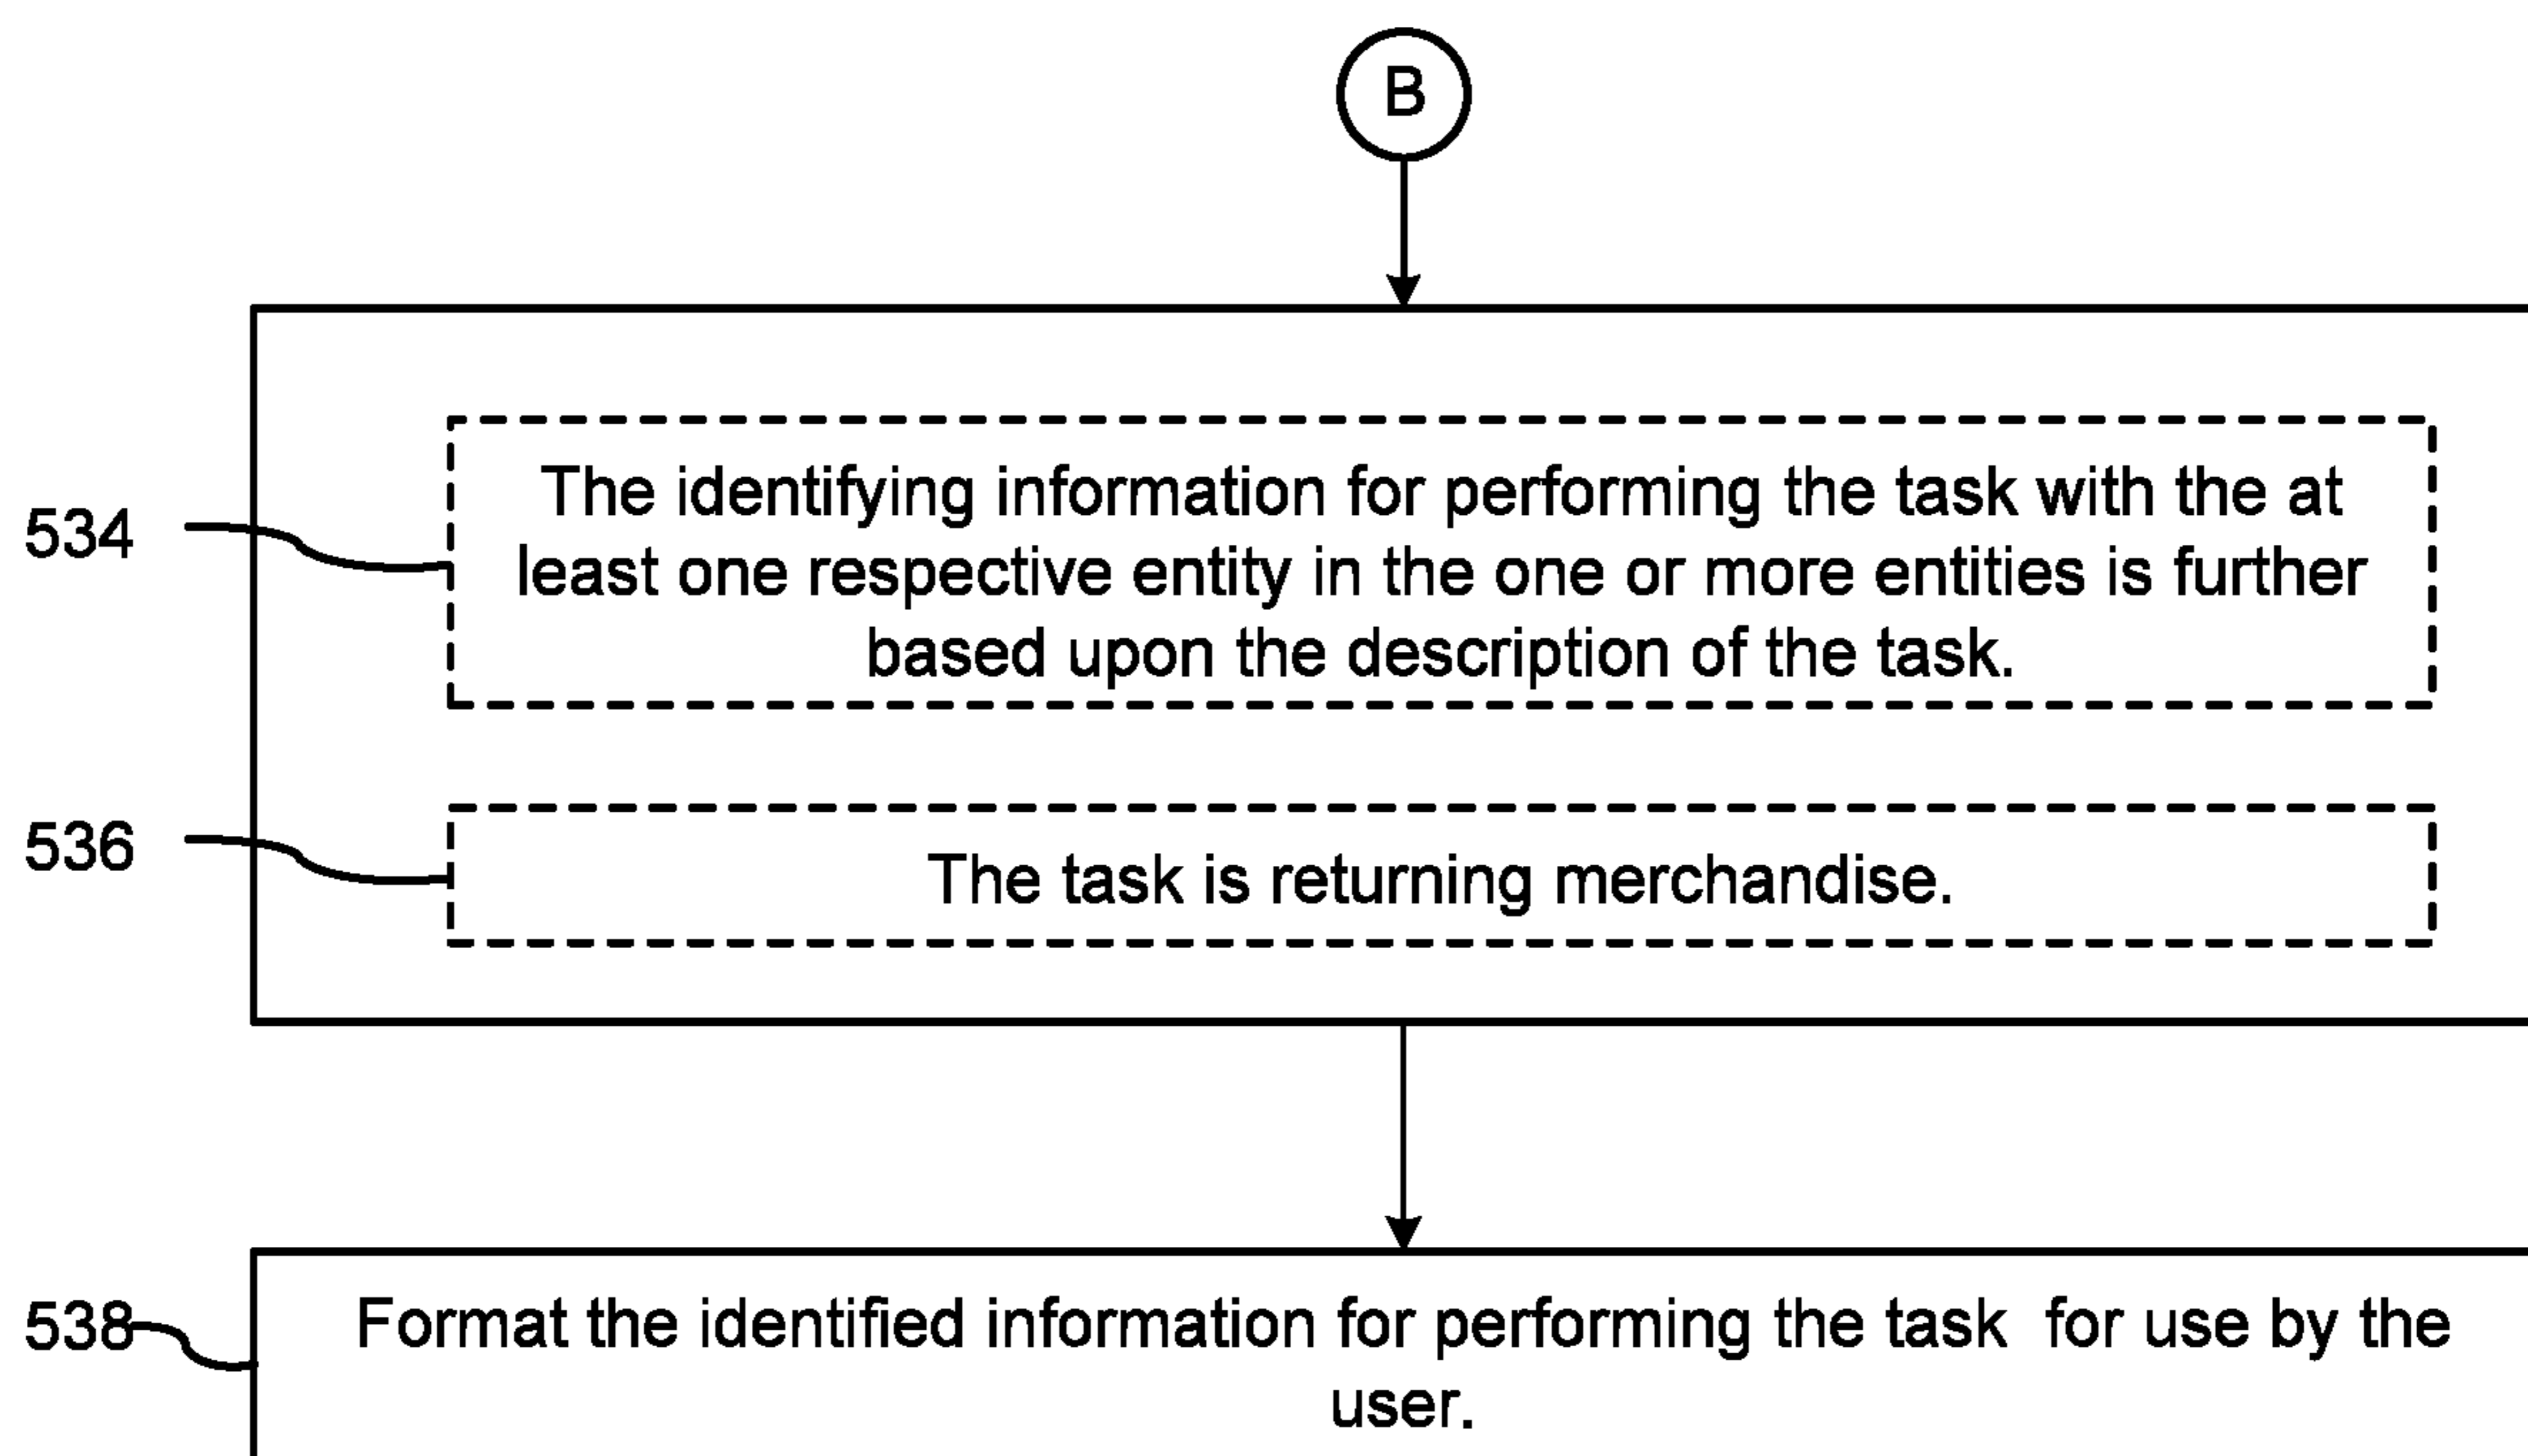 B
534
The identifying information for performing the task with the at
least one respective entity in the one or more entities is further
based upon the description of the task.
536
The task is returning merchandise.
538
Format the identified information for performing the task for use by the
user.